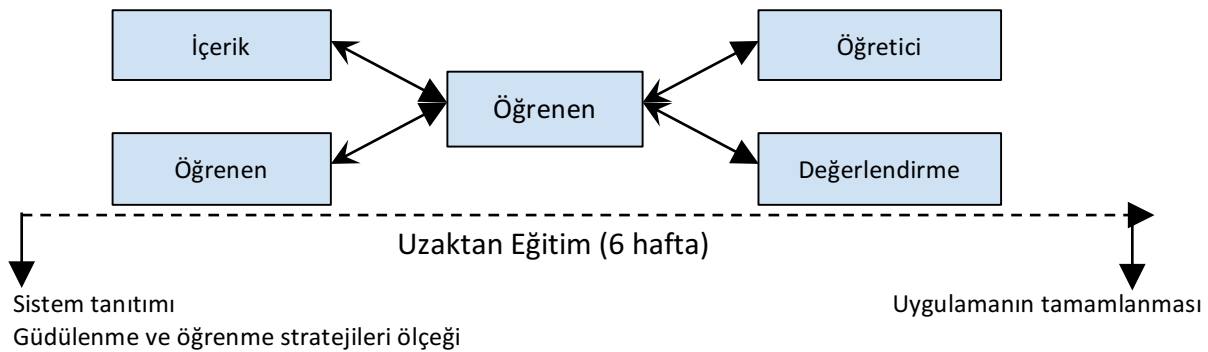 İçerik
Öğretici
Öğrenen
Öğrenen
Değerlendirme
Uzaktan Eğitim (6 hafta)
Sistem tanıtımı
Uygulamanın tamamlanması
Güdülenme ve öğrenme stratejileri ölçeği